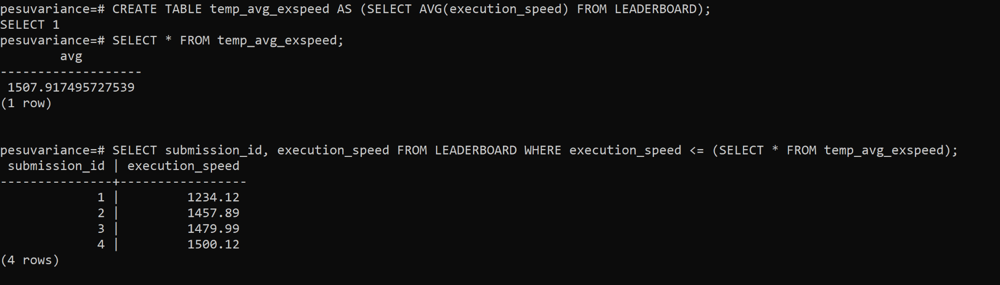 pesuvariance=# CREATE TABLE temp_avg_exspeed AS (SELECT AVG(execution_speed) FROM LEADERBOARD);
SELECT 1
pesuvariance=# SELECT * FROM temp_avg_exspeed;
        avg
-------------------
 1507.917495727539
(1 row)
pesuvariance=# SELECT submission_id, execution_speed FROM LEADERBOARD WHERE execution_speed <= (SELECT * FROM temp_avg_exspeed);
 submission_id | execution_speed
---------------+-----------------
             1 |         1234.12
             2 |         1457.89
             3 |         1479.99
             4 |         1500.12
(4 rows)